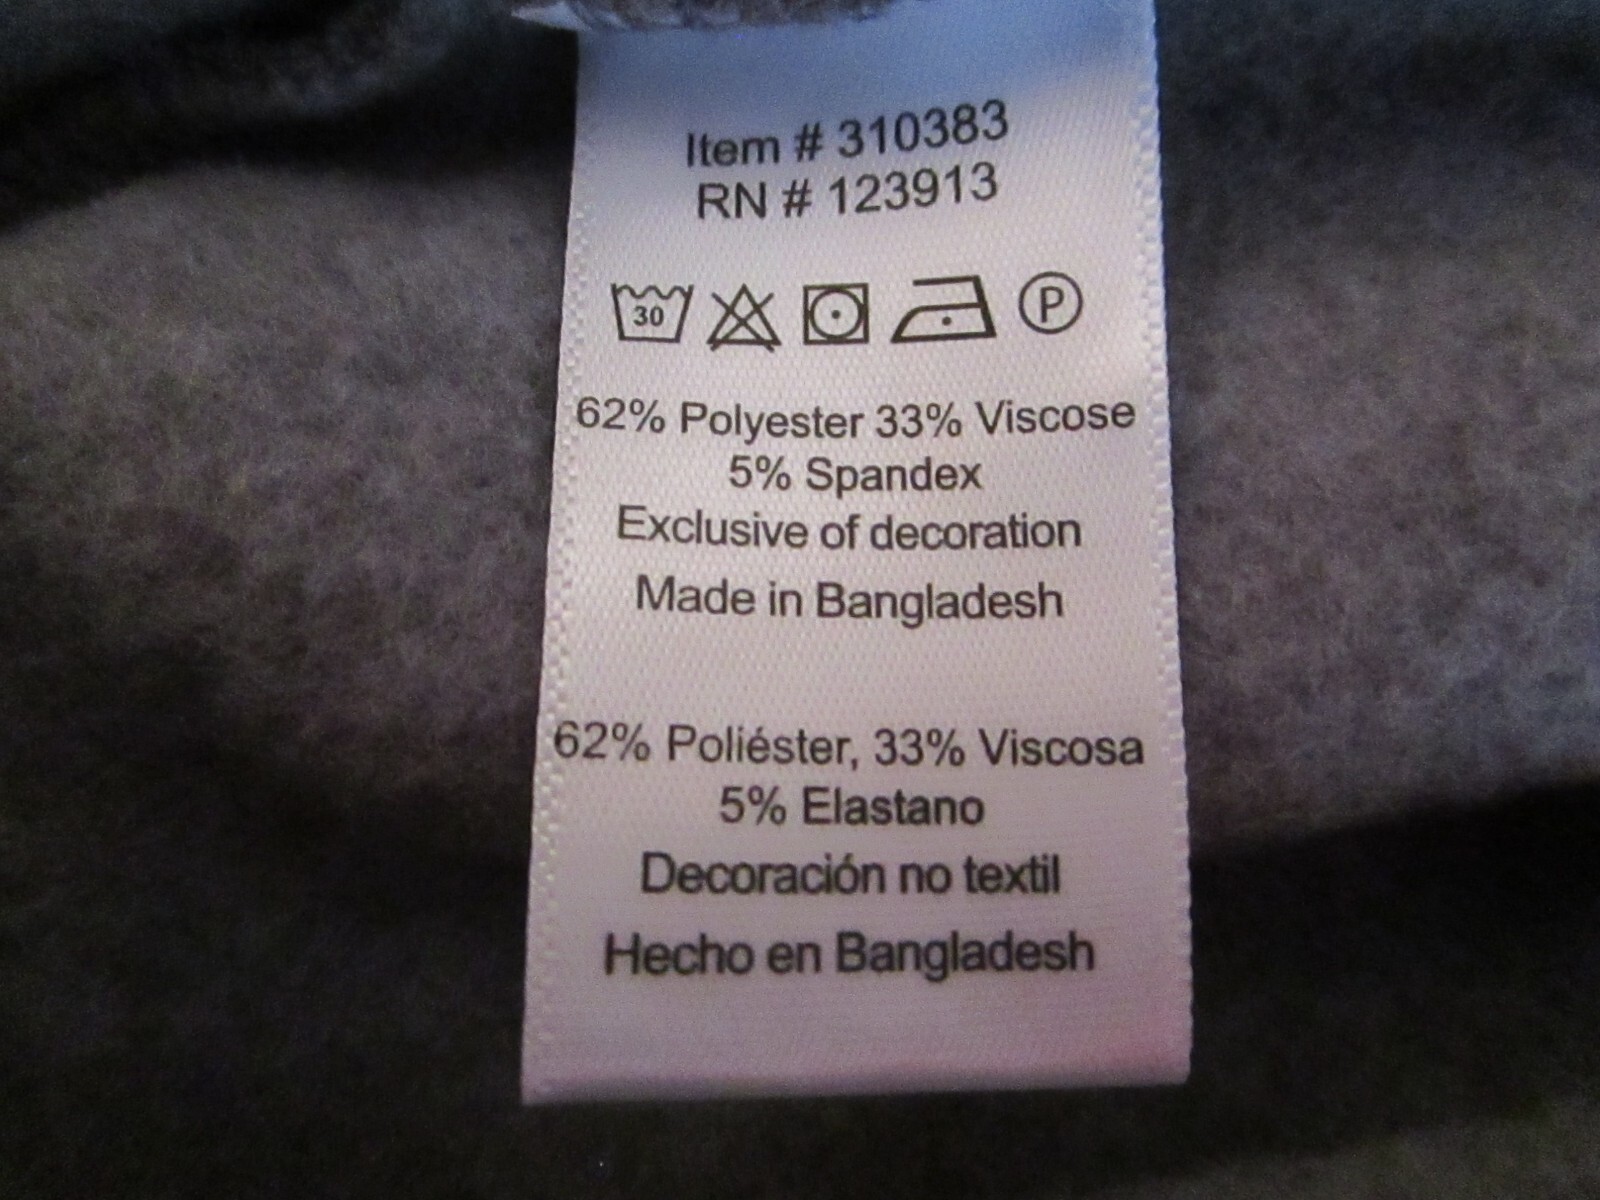 Item # 310383
RN # 123913
30 P
62% Polyester 33% Viscose
5% Spandex
Exclusive of decoration
Made in Bangladesh
62% Poliéster, 33% Viscosa
5% Elastano
Decoración no textil
Hecho en Bangladesh